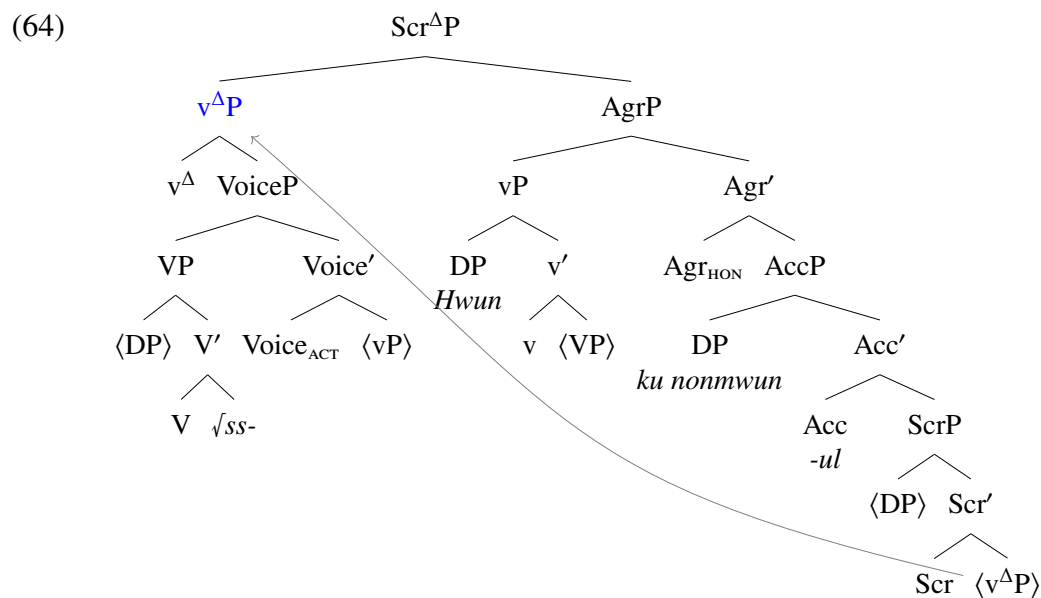 (64) Scr^ΔP
v^ΔP AgrP
v^Δ VoiceP vP Agr′
VP Voice′ DP v′ Agr_HON AccP
Hwun
⟨DP⟩ V′ Voice_ACT ⟨vP⟩ v ⟨VP⟩ DP Acc′
ku nonmwun
V √ss- Acc ScrP
-ul
⟨DP⟩ Scr′
Scr ⟨v^ΔP⟩